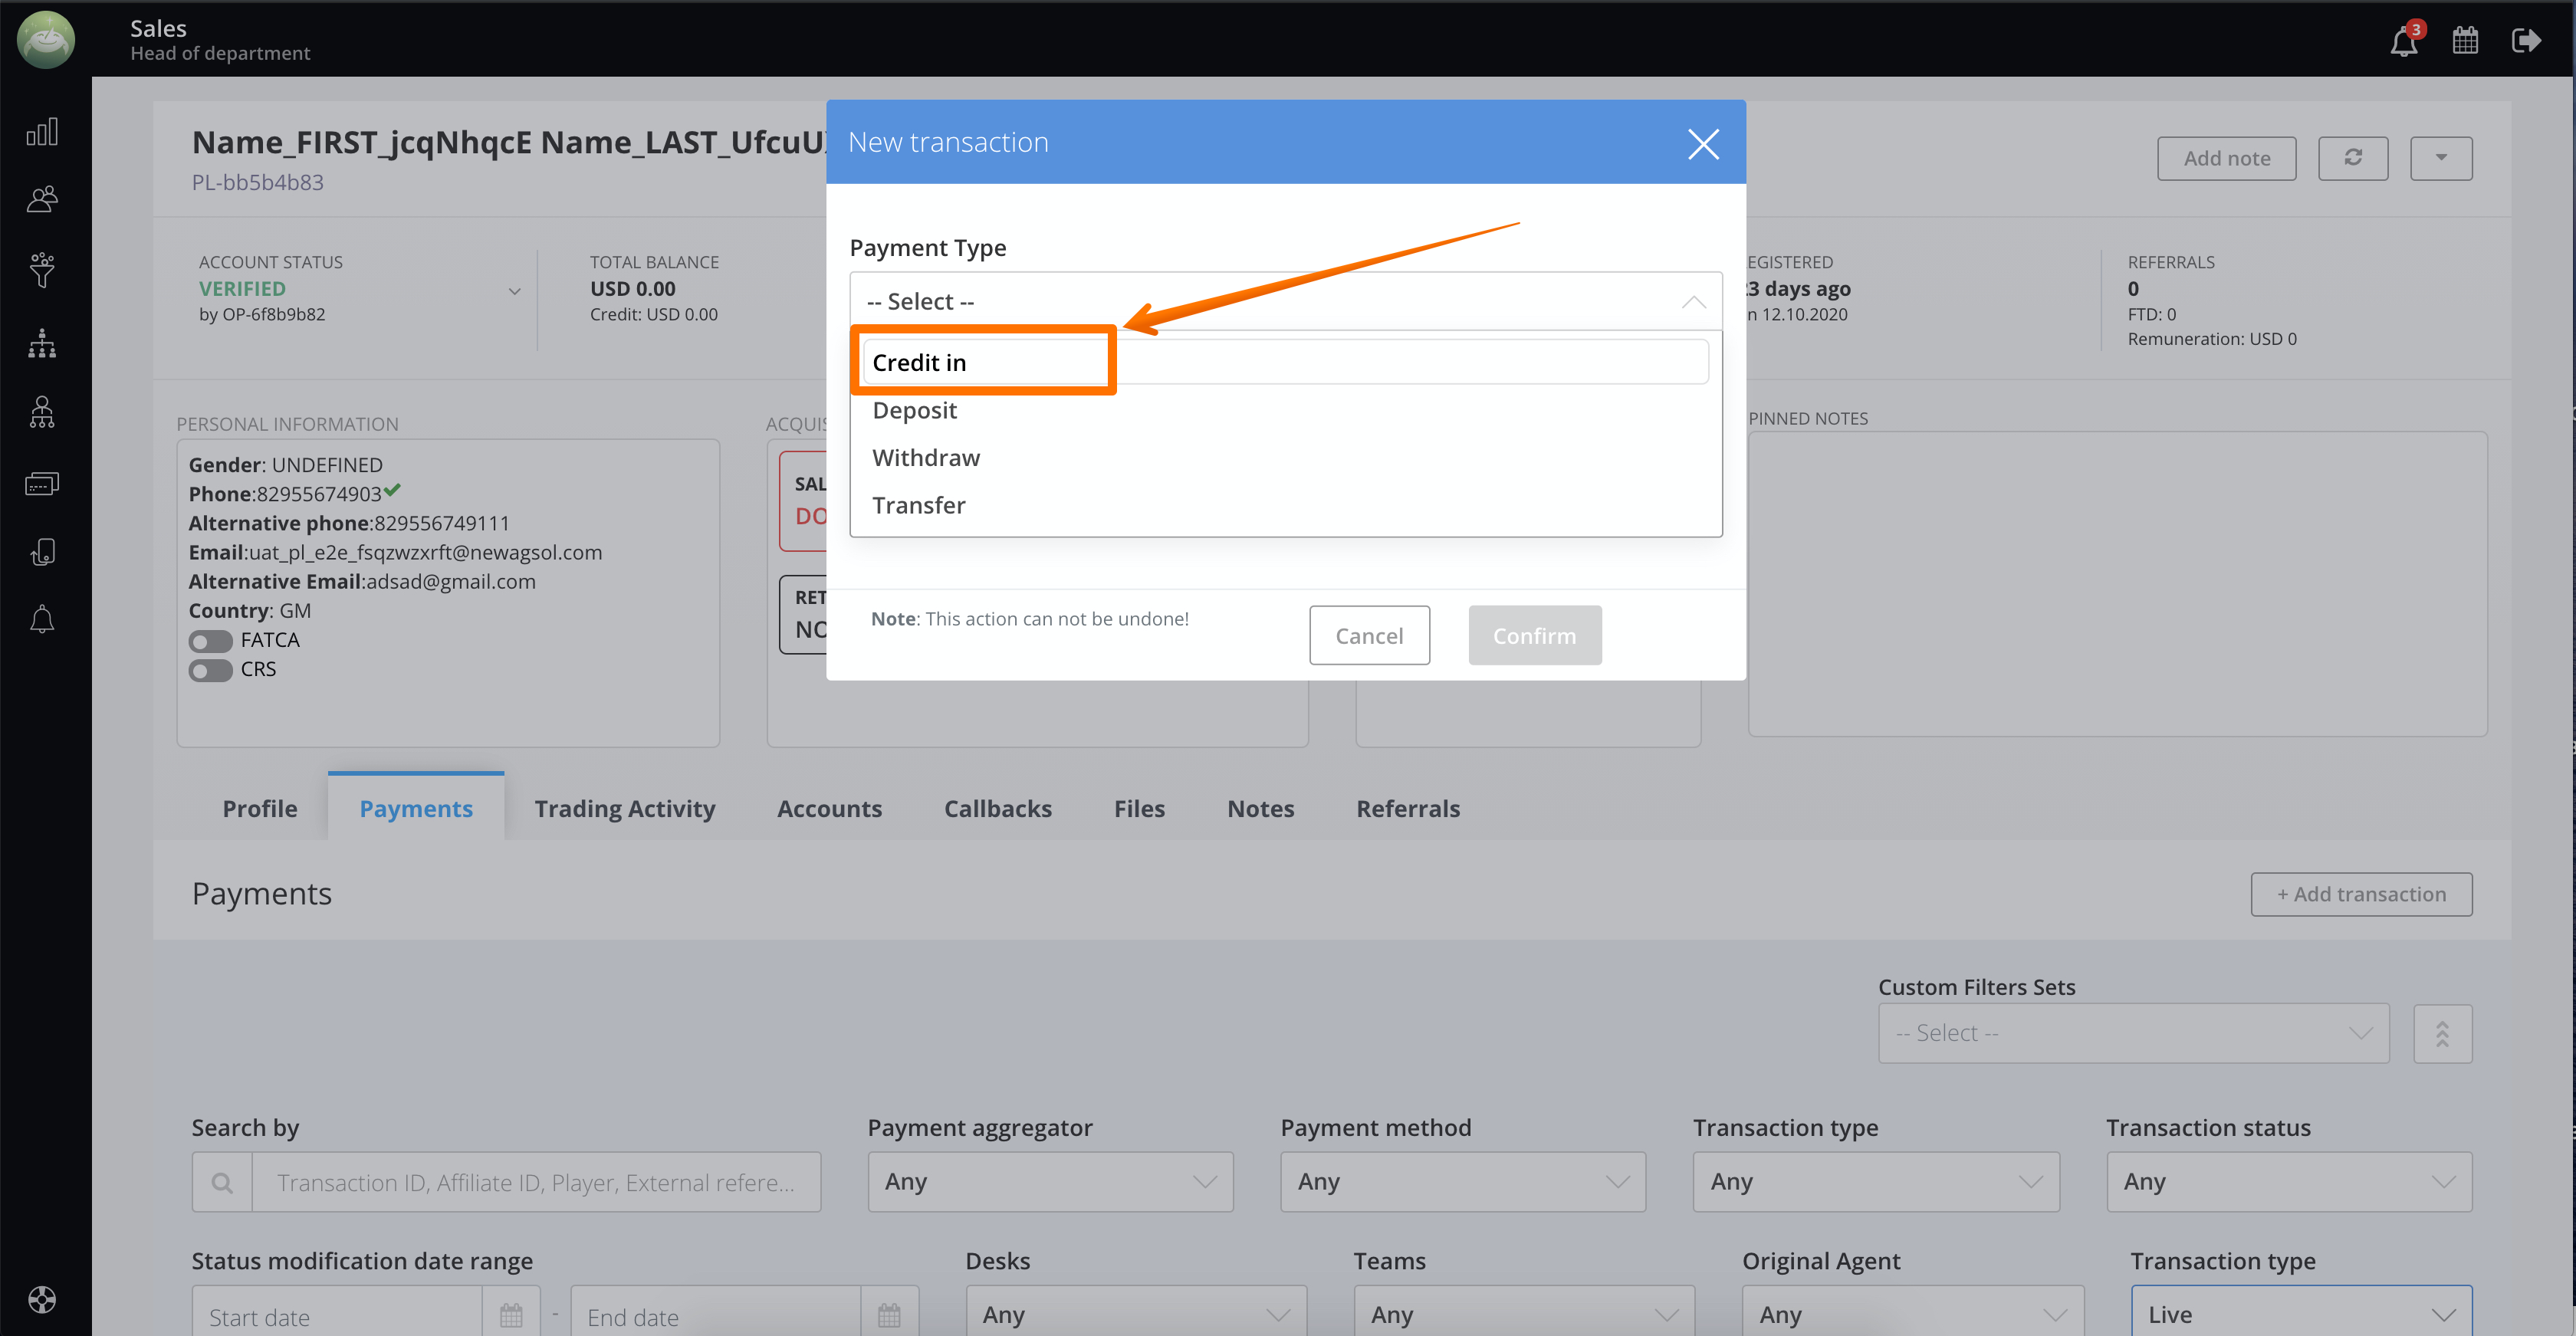 Sales
Head of department
3
Name_FIRST_jcqNhqcE Name_LAST_UfcuU
PL-bb5b4b83
Add note
New transaction
Payment Type
-- Select --
Credit in
Deposit
Withdraw
Transfer
Note: This action can not be undone!
Cancel
Confirm
ACCOUNT STATUS
VERIFIED
by OP-6f8b9b82
TOTAL BALANCE
USD 0.00
Credit: USD 0.00
EGISTERED
23 days ago
n 12.10.2020
REFERRALS
0
FTD: 0
Remuneration: USD 0
PERSONAL INFORMATION
Gender: UNDEFINED
Phone:82955674903
Alternative phone:829556749111
Email:uat_pl_e2e_fsqzwzxrft@newagsol.com
Alternative Email:adsad@gmail.com
Country: GM
FATCA
CRS
ACQUIS
SAL
DO
RET
NO
PINNED NOTES
Profile
Payments
Trading Activity
Accounts
Callbacks
Files
Notes
Referrals
Payments
+ Add transaction
Custom Filters Sets
-- Select --
Search by
Transaction ID, Affiliate ID, Player, External refere...
Payment aggregator
Any
Payment method
Any
Transaction type
Any
Transaction status
Any
Status modification date range
Start date
-
End date
Desks
Any
Teams
Any
Original Agent
Any
Transaction type
Live